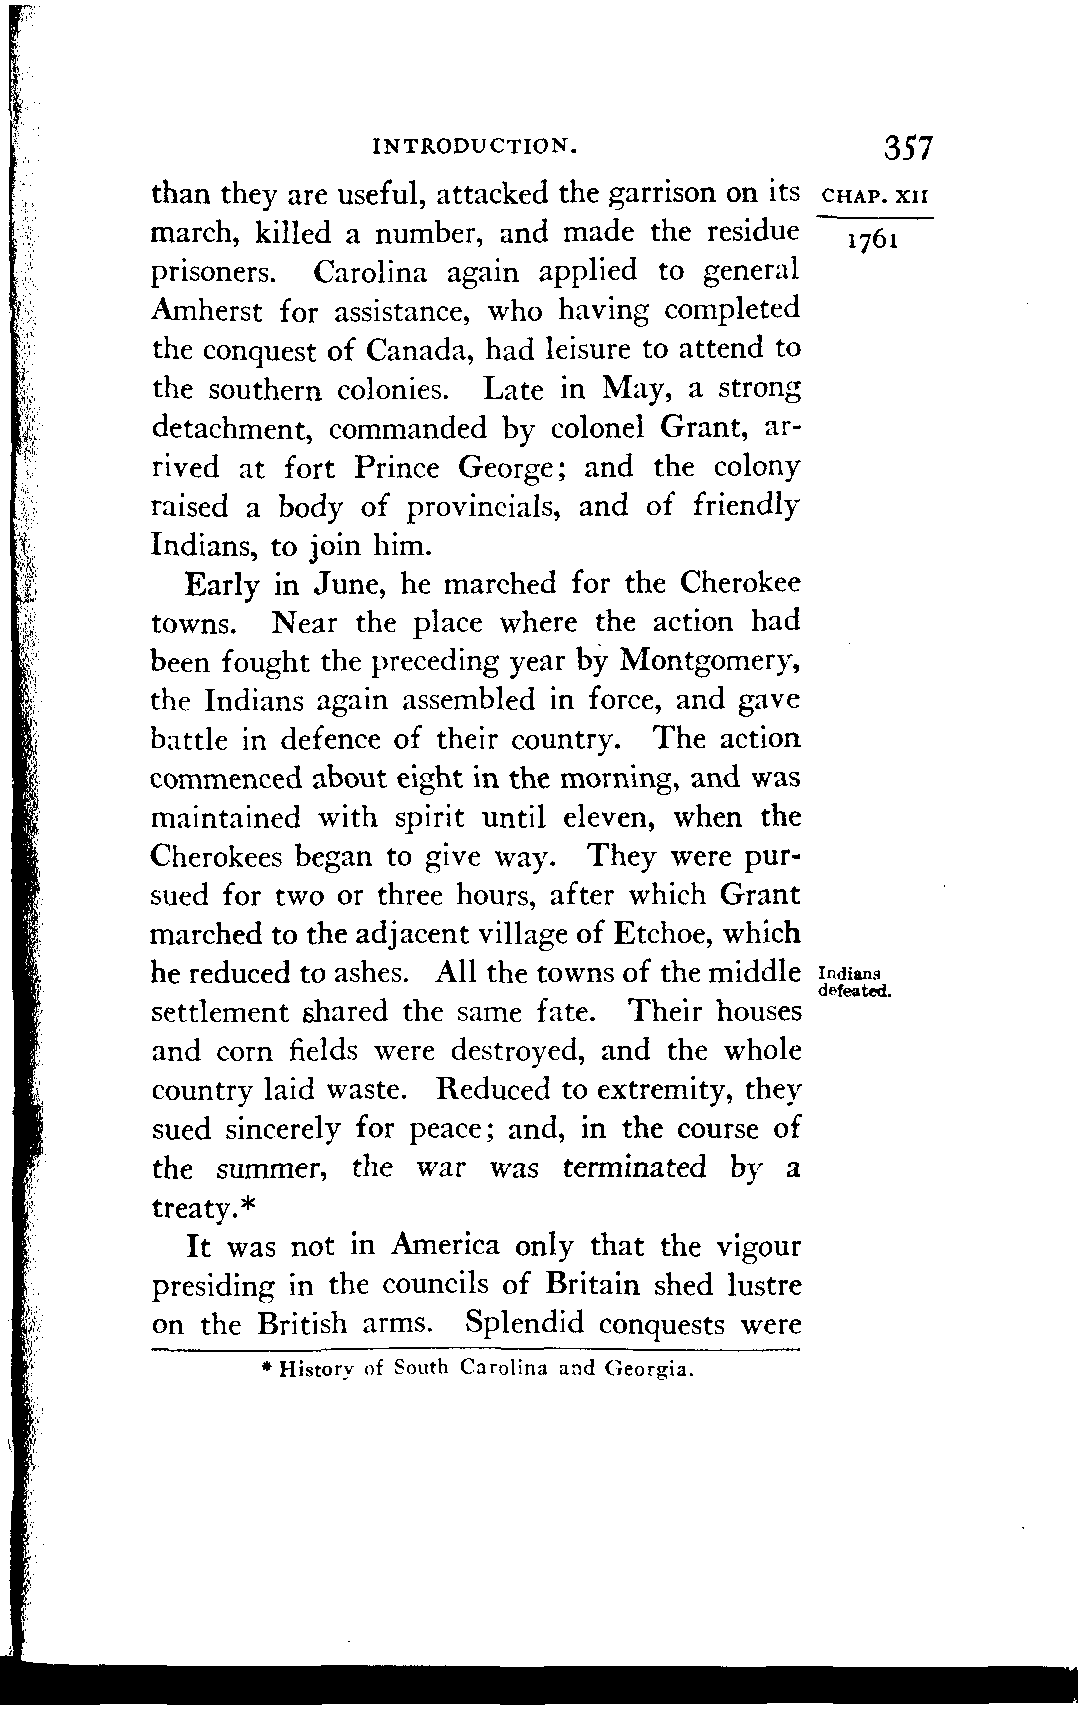 INTRODUCTION. 357
than they are useful, attacked the garrison on its CHAP. XII
march, killed a number, and made the residue 1761
prisoners. Carolina again applied to general
Amherst for assistance, who having completed
the conquest of Canada, had leisure to attend to
the southern colonies. Late in May, a strong
detachment, commanded by colonel Grant, ar-
rived at fort Prince George; and the colony
raised a body of provincials, and of friendly
Indians, to join him.
Early in June, he marched for the Cherokee
towns. Near the place where the action had
been fought the preceding year by Montgomery,
the Indians again assembled in force, and gave
battle in defence of their country. The action
commenced about eight in the morning, and was
maintained with spirit until eleven, when the
Cherokees began to give way. They were pur-
sued for two or three hours, after which Grant
marched to the adjacent village of Etchoe, which
he reduced to ashes. All the towns of the middle Indians
defeated.
settlement shared the same fate. Their houses
and corn fields were destroyed, and the whole
country laid waste. Reduced to extremity, they
sued sincerely for peace; and, in the course of
the summer, the war was terminated by a
treaty.*
It was not in America only that the vigour
presiding in the councils of Britain shed lustre
on the British arms. Splendid conquests were
* History of South Carolina and Georgia.